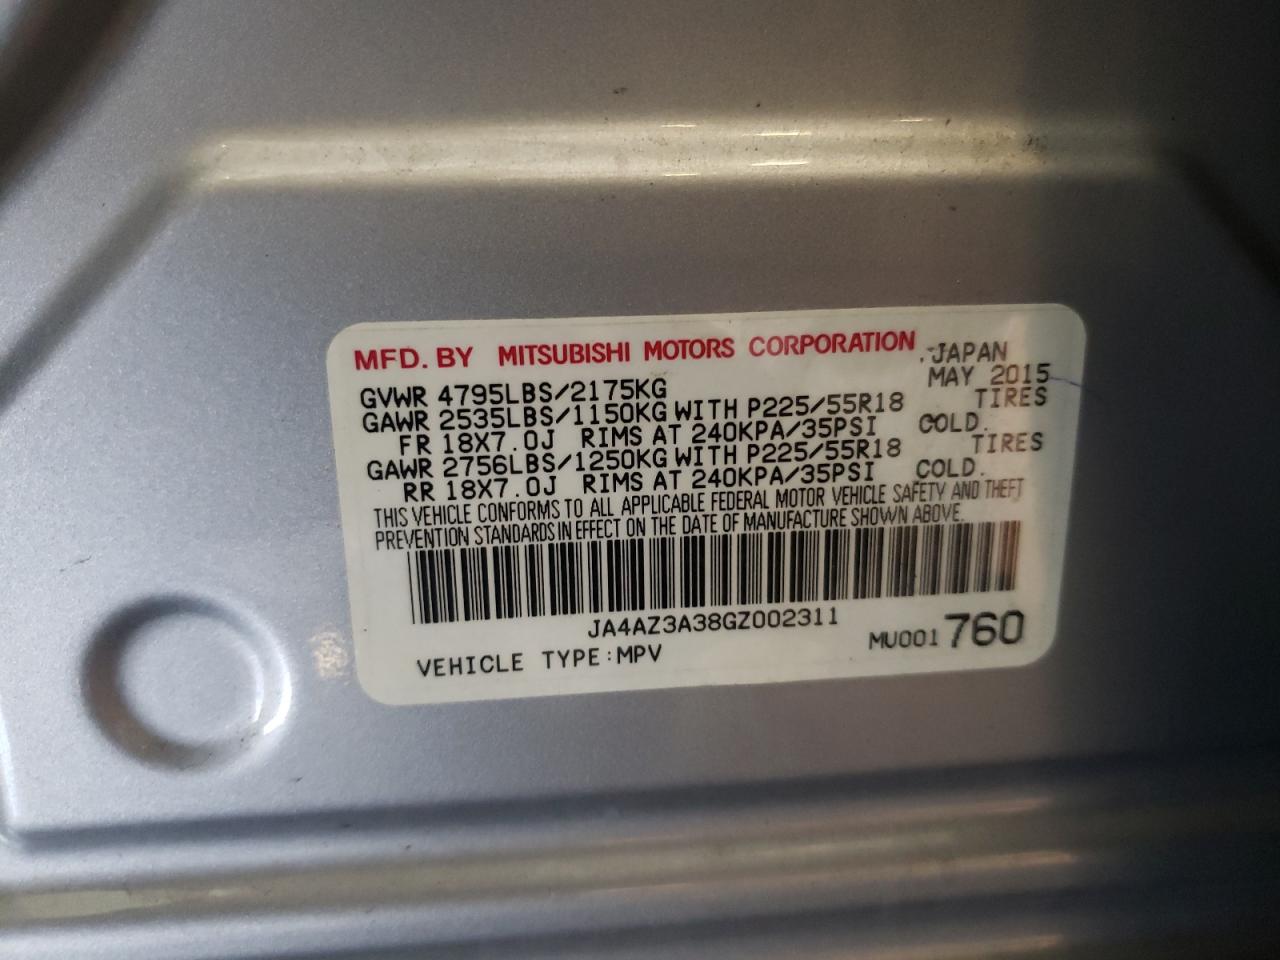 MFD. BY MITSUBISHI MOTORS CORPORATION. JAPAN
GVWR 4795LBS/2175KG MAY 2015
GAWR 2535LBS/1150KG WITH P225/55R18 TIRES
FR 18X7.0J RIMS AT 240KPA/35PSI COLD.
GAWR 2756LBS/1250KG WITH P225/55R18 TIRES
RR 18X7.0J RIMS AT 240KPA/35PSI COLD.
THIS VEHICLE CONFORMS TO ALL APPLICABLE FEDERAL MOTOR VEHICLE SAFETY AND THEFT
PREVENTION STANDARDS IN EFFECT ON THE DATE OF MANUFACTURE SHOWN ABOVE.
JA4AZ3A38GZ002311
VEHICLE TYPE:MPV MU001760